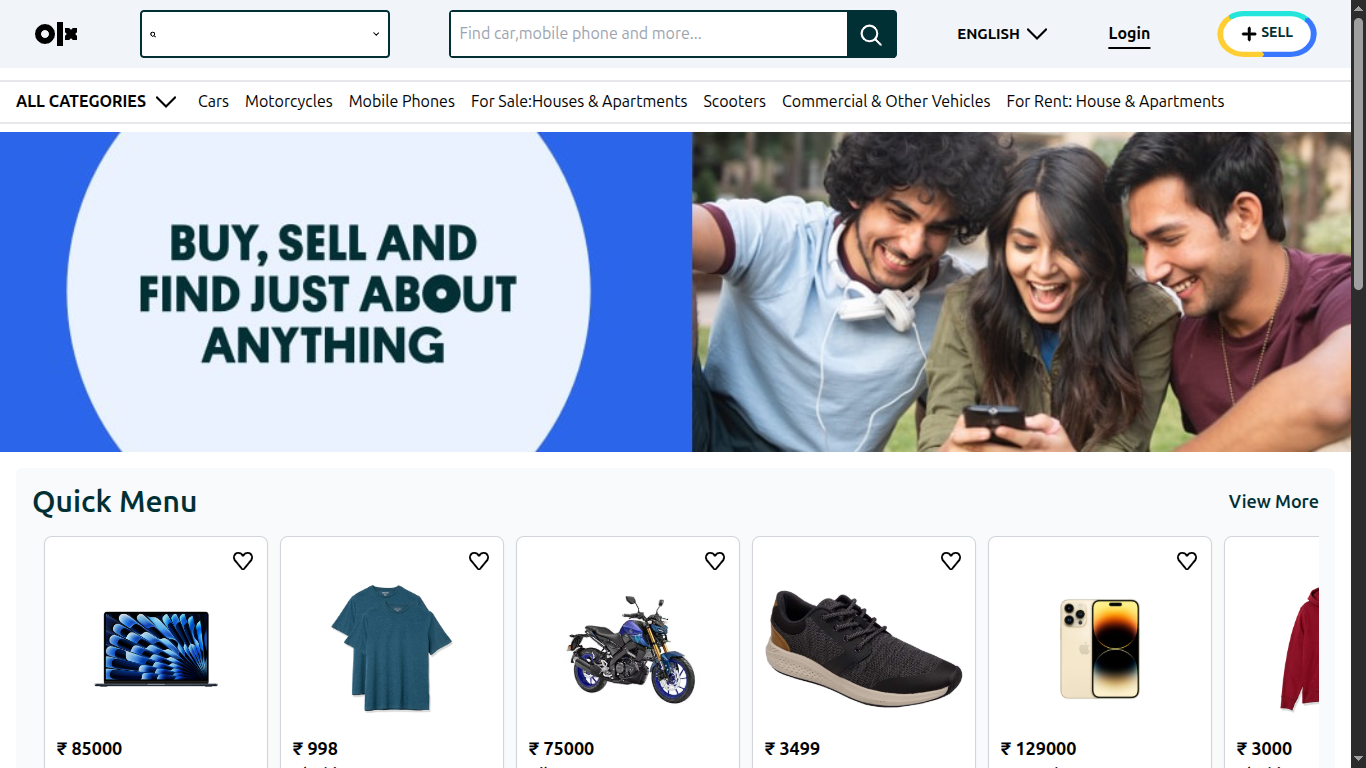 olx
Find car,mobile phone and more...
ENGLISH
Login
SELL
ALL CATEGORIES
Cars
Motorcycles
Mobile Phones
For Sale:Houses & Apartments
Scooters
Commercial & Other Vehicles
For Rent: House & Apartments
BUY, SELL AND
FIND JUST ABOUT
ANYTHING
Quick Menu
View More
₹ 85000
₹ 998
₹ 75000
₹ 3499
₹ 129000
₹ 3000